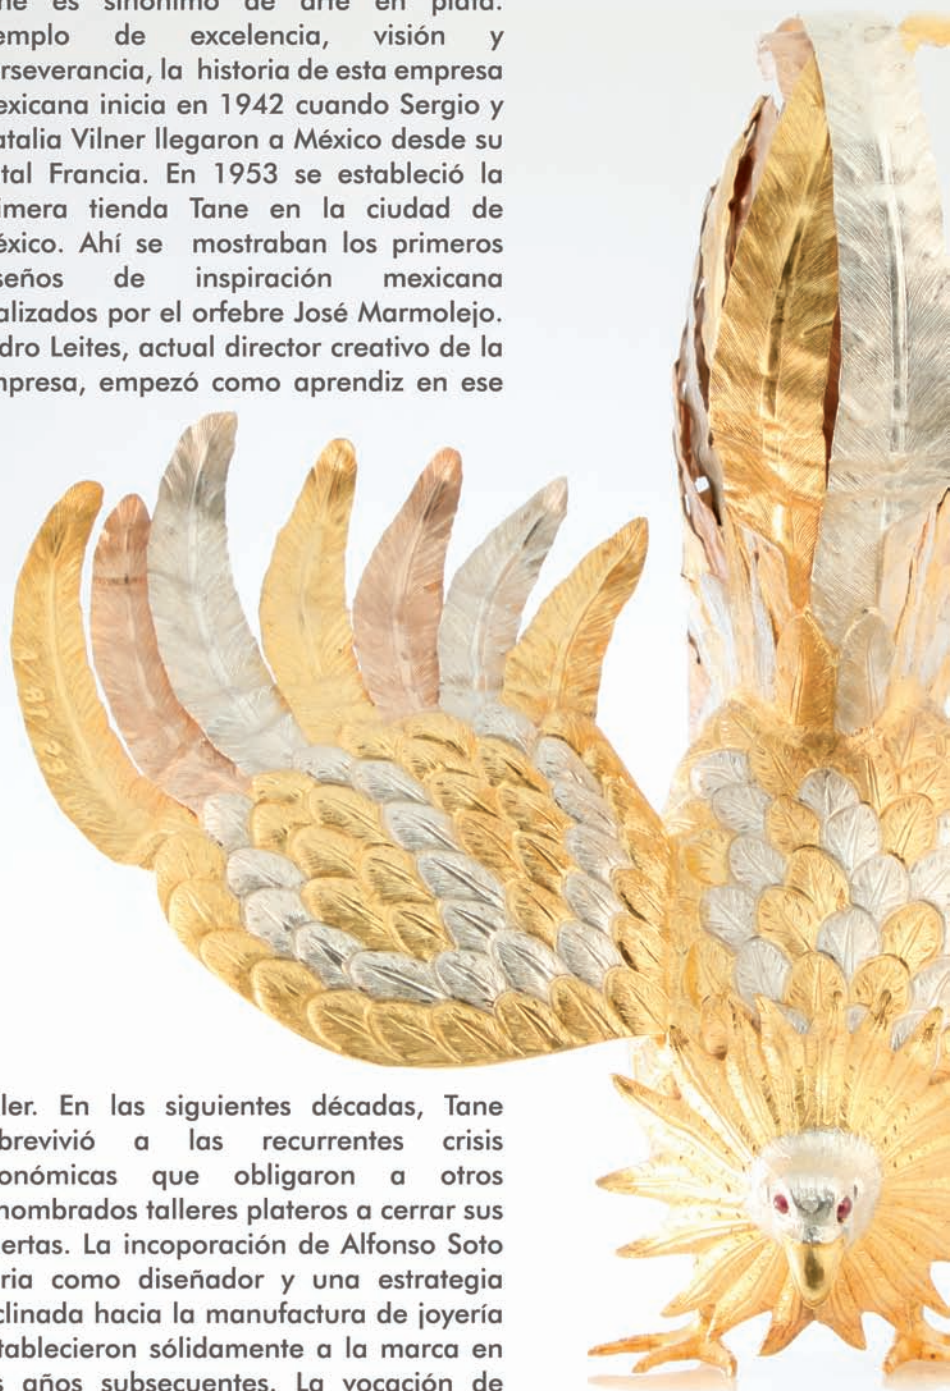 ne es sinónimo de arte en plata.
emplo de excelencia, visión y
rseverancia, la historia de esta empresa
exicana inicia en 1942 cuando Sergio y
atalia Vilner llegaron a México desde su
tal Francia. En 1953 se estableció la
imera tienda Tane en la ciudad de
éxico. Ahí se mostraban los primeros
seños de inspiración mexicana
alizados por el orfebre José Marmolejo.
dro Leites, actual director creativo de la
mpresa, empezó como aprendiz en ese
ler. En las siguientes décadas, Tane
brevivió a las recurrentes crisis
onómicas que obligaron a otros
nombrados talleres plateros a cerrar sus
ertas. La incoporación de Alfonso Soto
ria como diseñador y una estrategia
clinada hacia la manufactura de joyería
tablecieron sólidamente a la marca en
s años subsecuentes. La vocación de